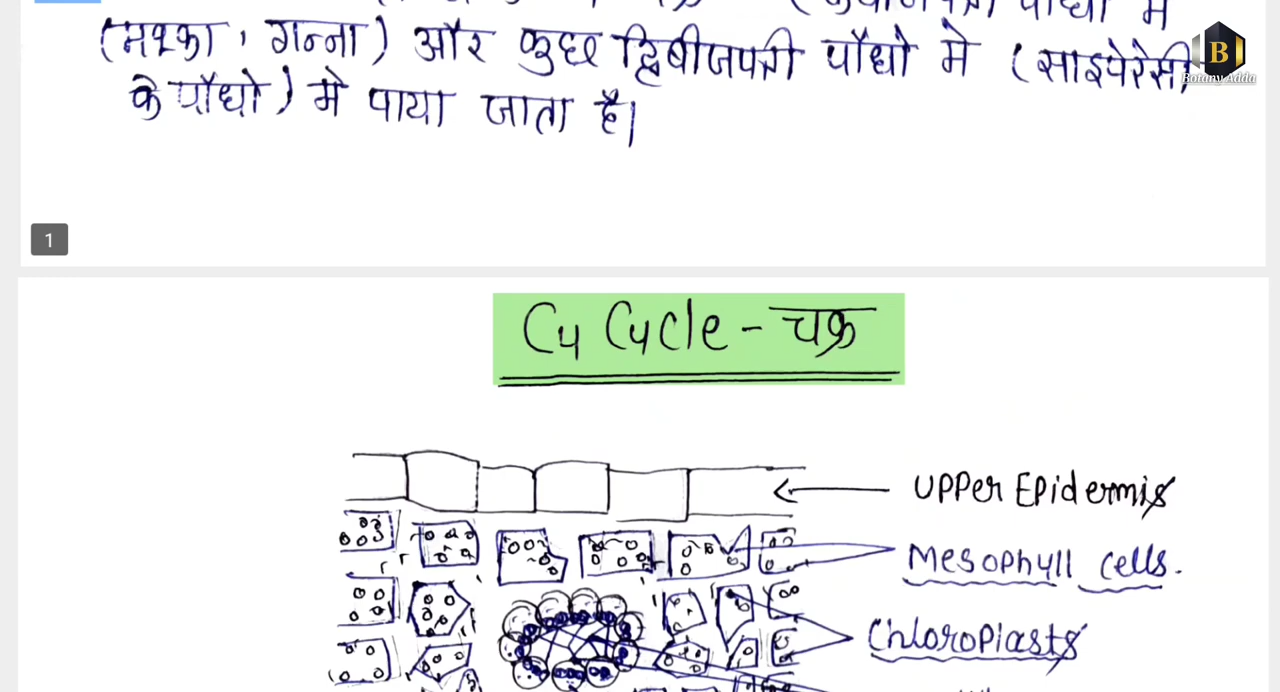 (मक्का, गन्ना) और कुछ द्विबीजपत्री पौधो मे (साइपेरेसी
के पौधो) मे पाया जाता है।
B
Botany Adda
1
C4 Cycle - चक्र
Upper Epidermis
Mesophyll cells.
Chloroplasts